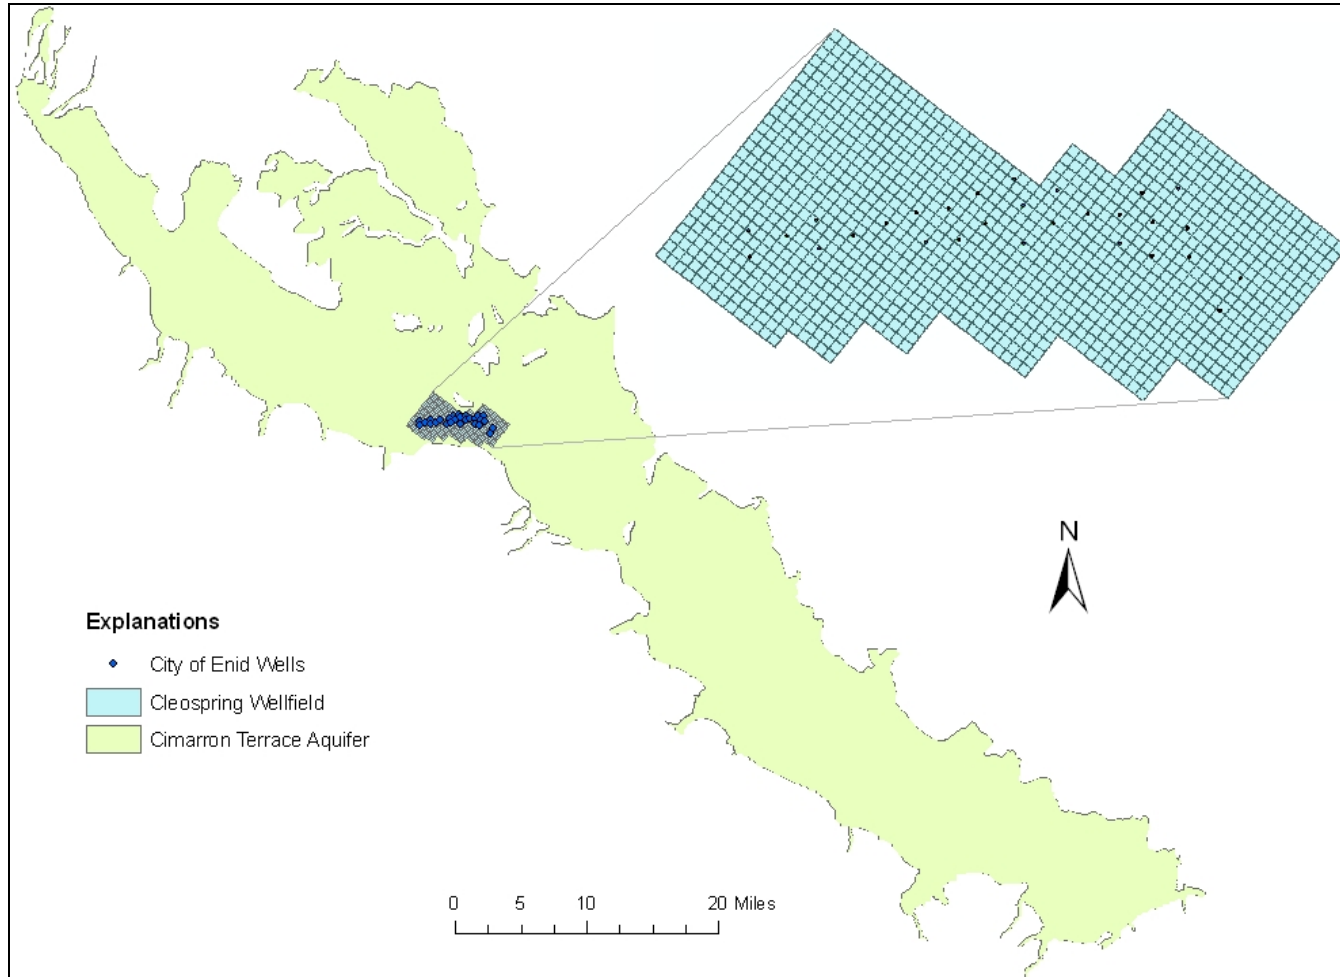 N
Explanations
City of Enid Wells
Cleospring Wellfield
Cimarron Terrace Aquifer
0 5 10 20 Miles